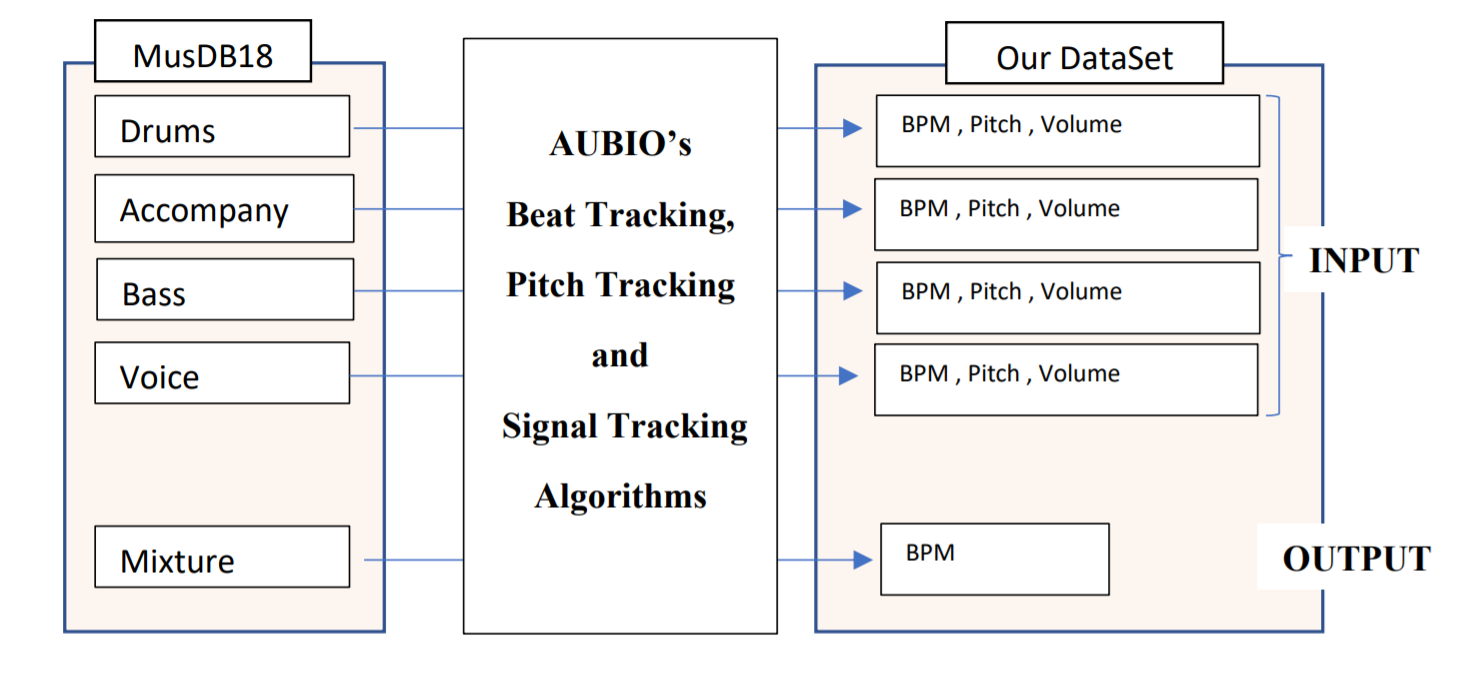 MusDB18
Drums
Accompany
Bass
Voice
Mixture
AUBIO’s
Beat Tracking,
Pitch Tracking
and
Signal Tracking
Algorithms
Our DataSet
BPM , Pitch , Volume
BPM , Pitch , Volume
BPM , Pitch , Volume
BPM , Pitch , Volume
INPUT
BPM
OUTPUT